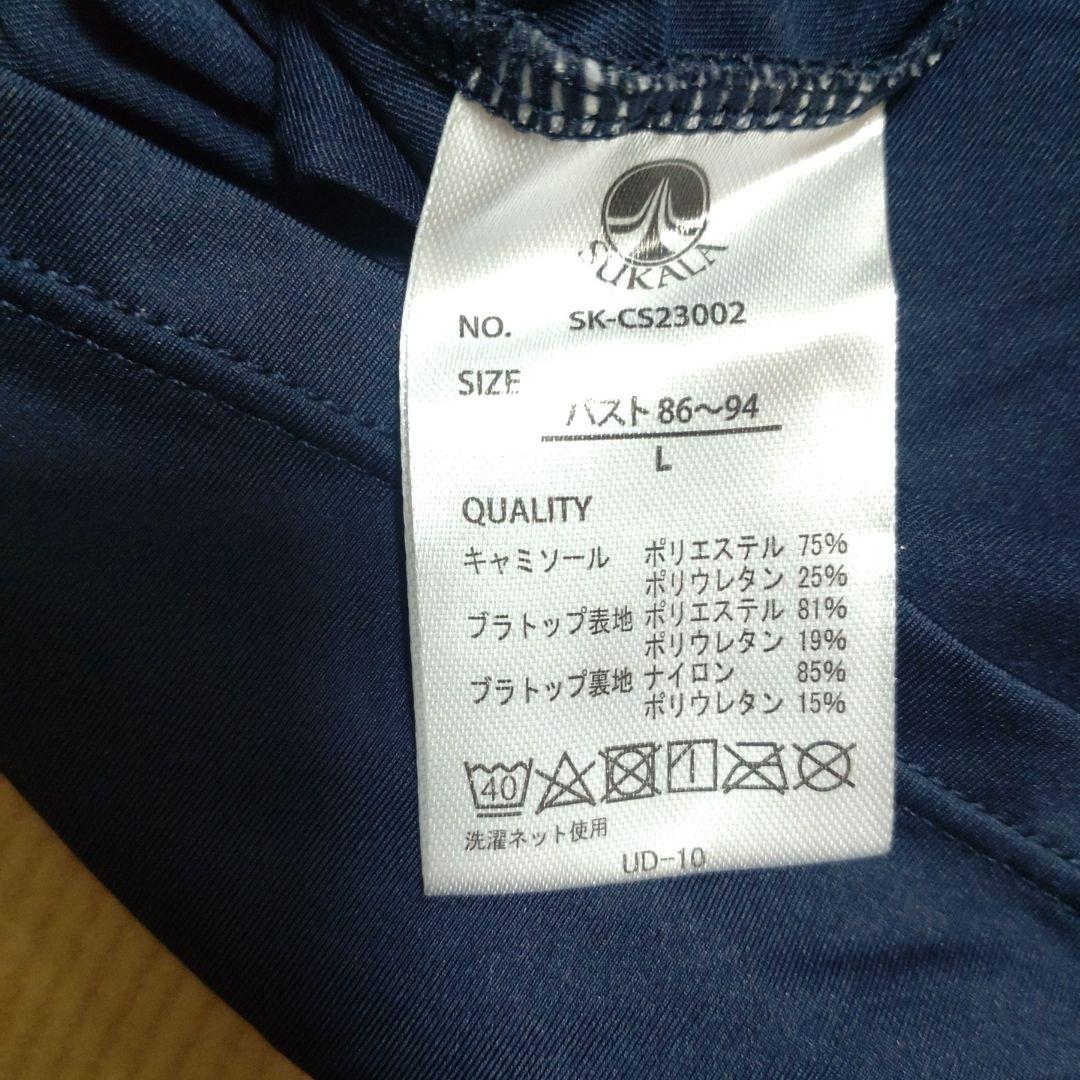 SUKALA
NO. SK-CS23002
SIZE
バスト 86～94
L
QUALITY
キャミソール ポリエステル 75%
ポリウレタン 25%
ブラトップ表地 ポリエステル 81%
ポリウレタン 19%
ブラトップ裏地 ナイロン 85%
ポリウレタン 15%
40
洗濯ネット使用
UD-10